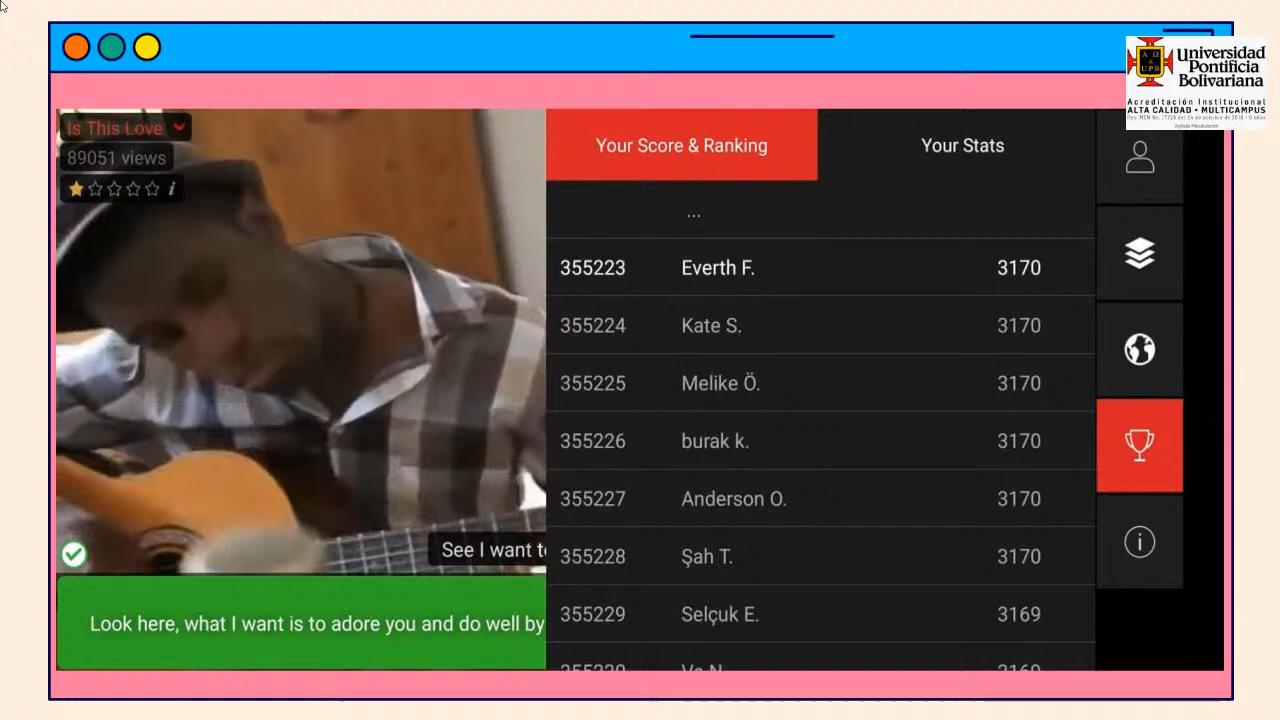 Universidad
Pontificia
Bolivariana
Acreditación Institucional
ALTA CALIDAD • MULTICAMPUS
Is This Love
89051 views
Your Score & Ranking
Your Stats
...
355223 Everth F. 3170
355224 Kate S. 3170
355225 Melike Ö. 3170
355226 burak k. 3170
355227 Anderson O. 3170
355228 Şah T. 3170
355229 Selçuk E. 3169
See I want to
Look here, what I want is to adore you and do well by